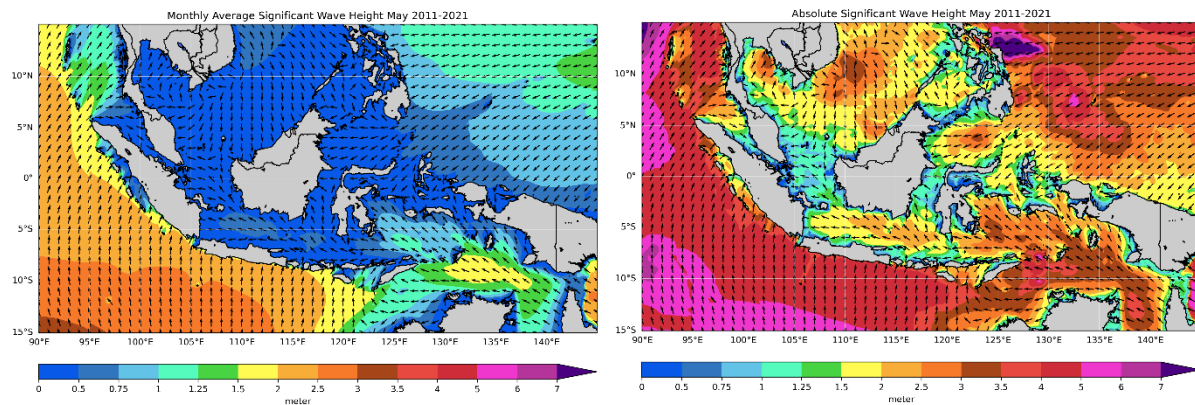 Monthly Average Significant Wave Height May 2011-2021
10°N
5°N
0°
5°S
10°S
15°S
90°E 95°E 100°E 105°E 110°E 115°E 120°E 125°E 130°E 135°E 140°E
0 0.5 0.75 1 1.25 1.5 2 2.5 3 3.5 4 5 6 7
meter
Absolute Significant Wave Height May 2011-2021
10°N
5°N
0°
5°S
10°S
15°S
90°E 95°E 100°E 105°E 110°E 115°E 120°E 125°E 130°E 135°E 140°E
0 0.5 0.75 1 1.25 1.5 2 2.5 3 3.5 4 5 6 7
meter